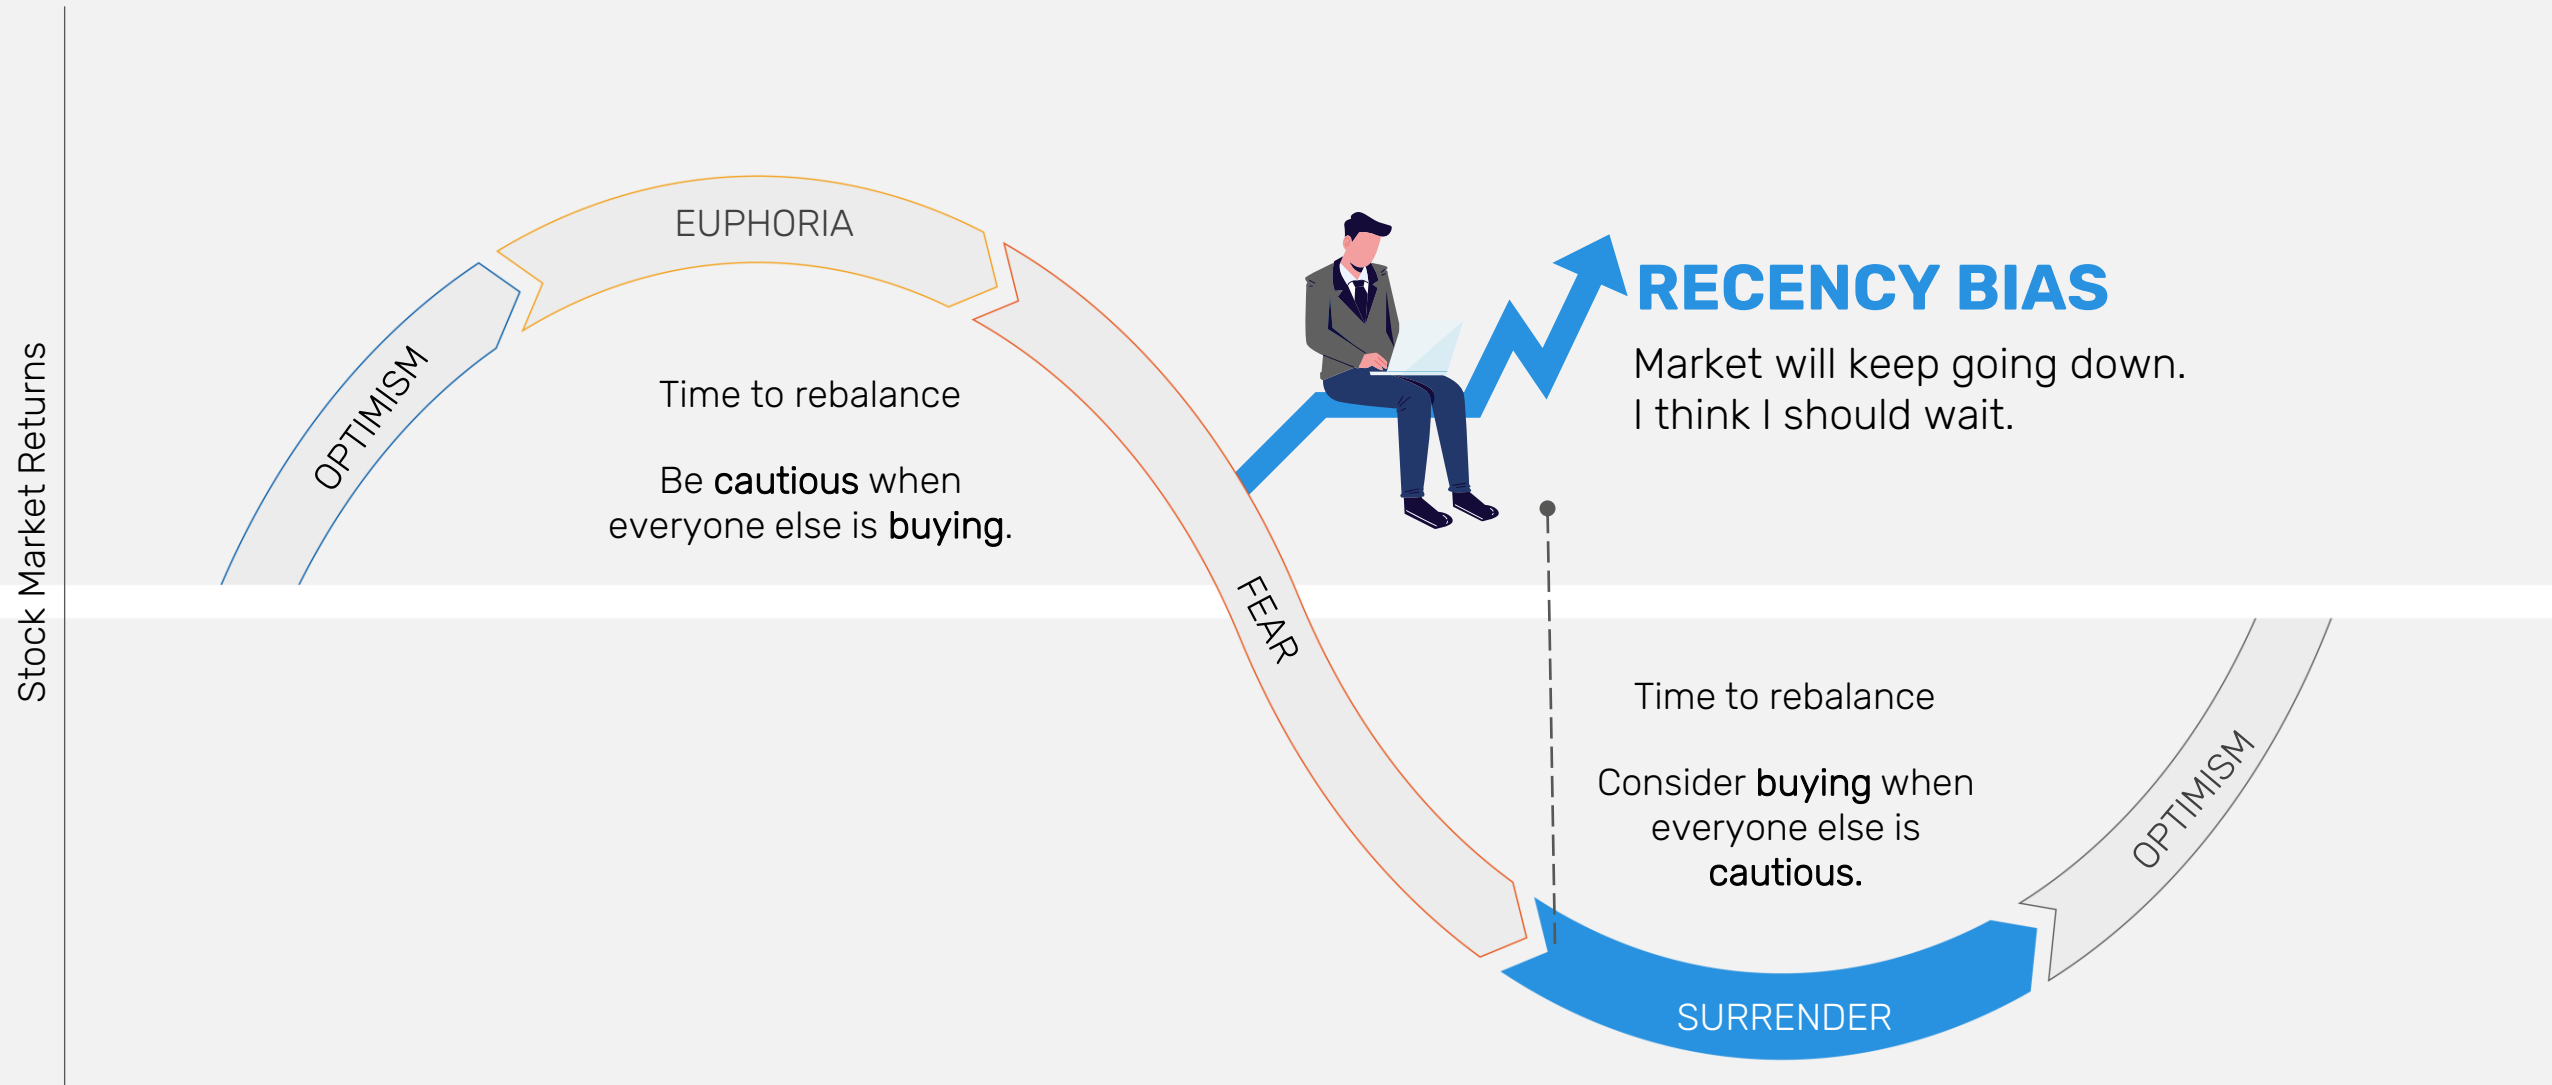 Stock Market Returns
OPTIMISM
EUPHORIA
Time to rebalance
Be cautious when
everyone else is buying.
FEAR
RECENCY BIAS
Market will keep going down.
I think I should wait.
Time to rebalance
Consider buying when
everyone else is
cautious.
SURRENDER
OPTIMISM